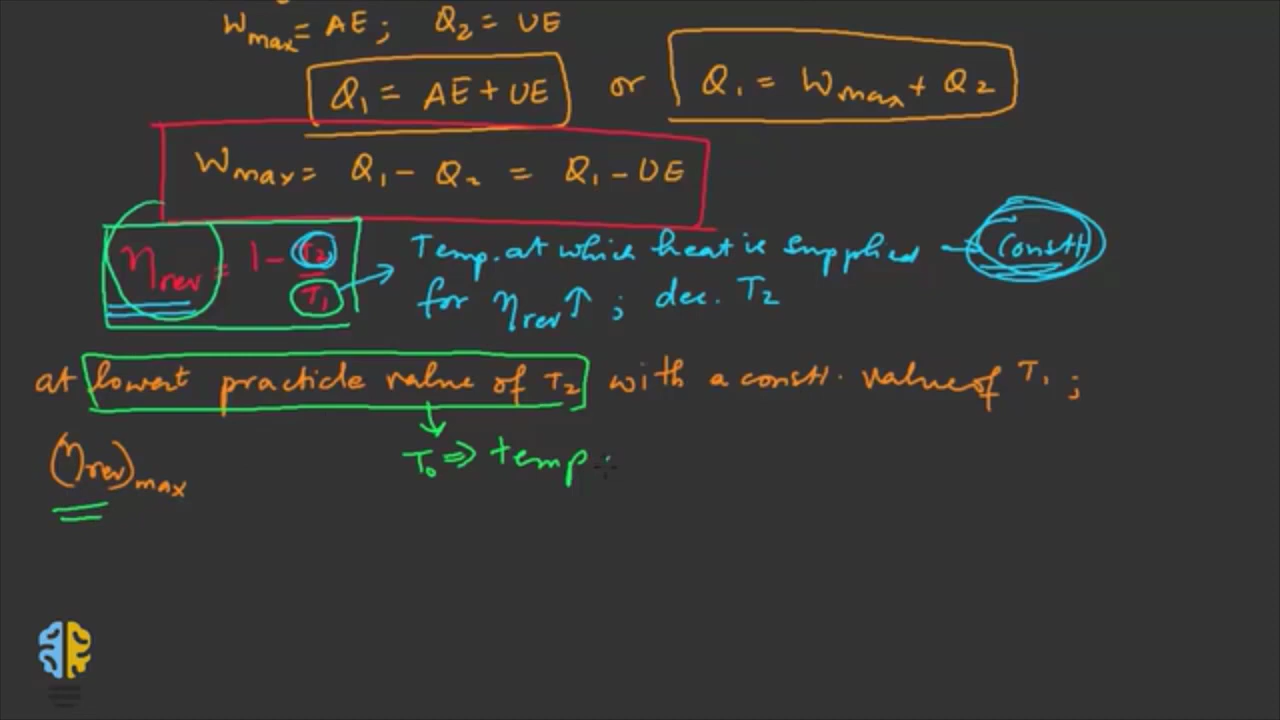 Wmax = AE ; Q2 = UE
Q1 = AE + UE or Q1 = Wmax + Q2
Wmax = Q1 - Q2 = Q1 - UE
ηrev = 1 - T2/T1 Temp. at which heat is supplied → constt
for ηrev ↑ ; dec. T2
at lowest practicle value of T2 with a constt. value of T1 ;
(ηrev)max T0 ⇒ temp.